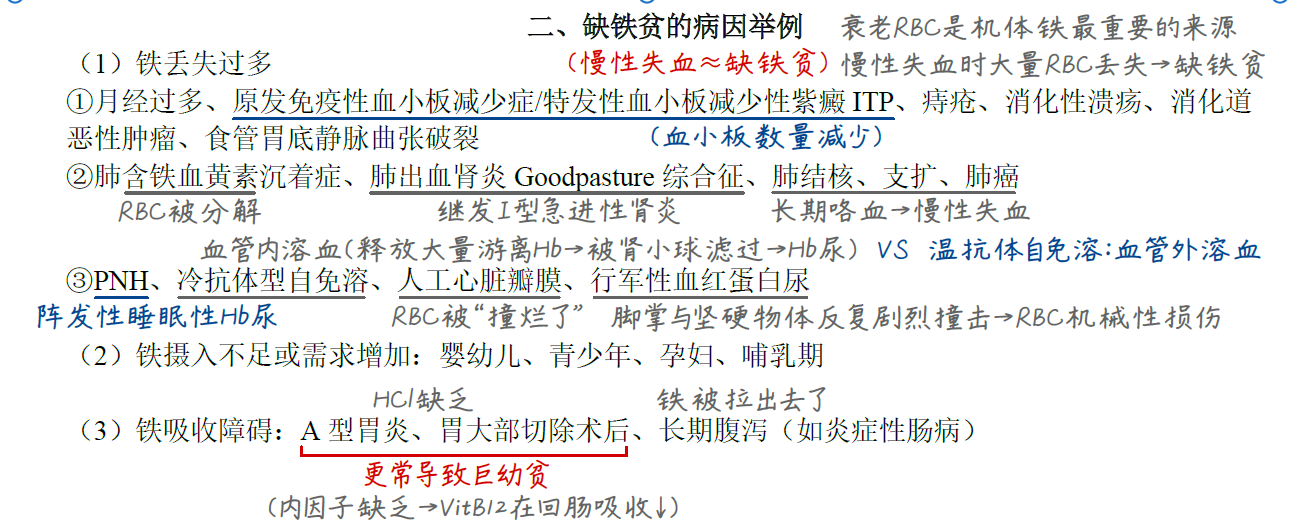 二、缺铁贫的病因举例 衰老RBC是机体铁最重要的来源
（1）铁丢失过多 (慢性失血≈缺铁贫) 慢性失血时大量RBC丢失→缺铁贫
①月经过多、原发免疫性血小板减少症/特发性血小板减少性紫癜 ITP、痔疮、消化性溃疡、消化道
恶性肿瘤、食管胃底静脉曲张破裂 (血小板数量减少)
②肺含铁血黄素沉着症、肺出血肾炎 Goodpasture 综合征、肺结核、支扩、肺癌
RBC被分解 继发I型急进性肾炎 长期咯血→慢性失血
血管内溶血(释放大量游离Hb→被肾小球滤过→Hb尿) VS 温抗体自免溶:血管外溶血
③PNH、冷抗体型自免溶、人工心脏瓣膜、行军性血红蛋白尿
阵发性睡眠性Hb尿 RBC被“撞烂了” 脚掌与坚硬物体反复剧烈撞击→RBC机械性损伤
（2）铁摄入不足或需求增加：婴幼儿、青少年、孕妇、哺乳期
HCl缺乏 铁被拉出去了
（3）铁吸收障碍：A 型胃炎、胃大部切除术后、长期腹泻（如炎症性肠病）
更常导致巨幼贫
(内因子缺乏→VitB12在回肠吸收↓)